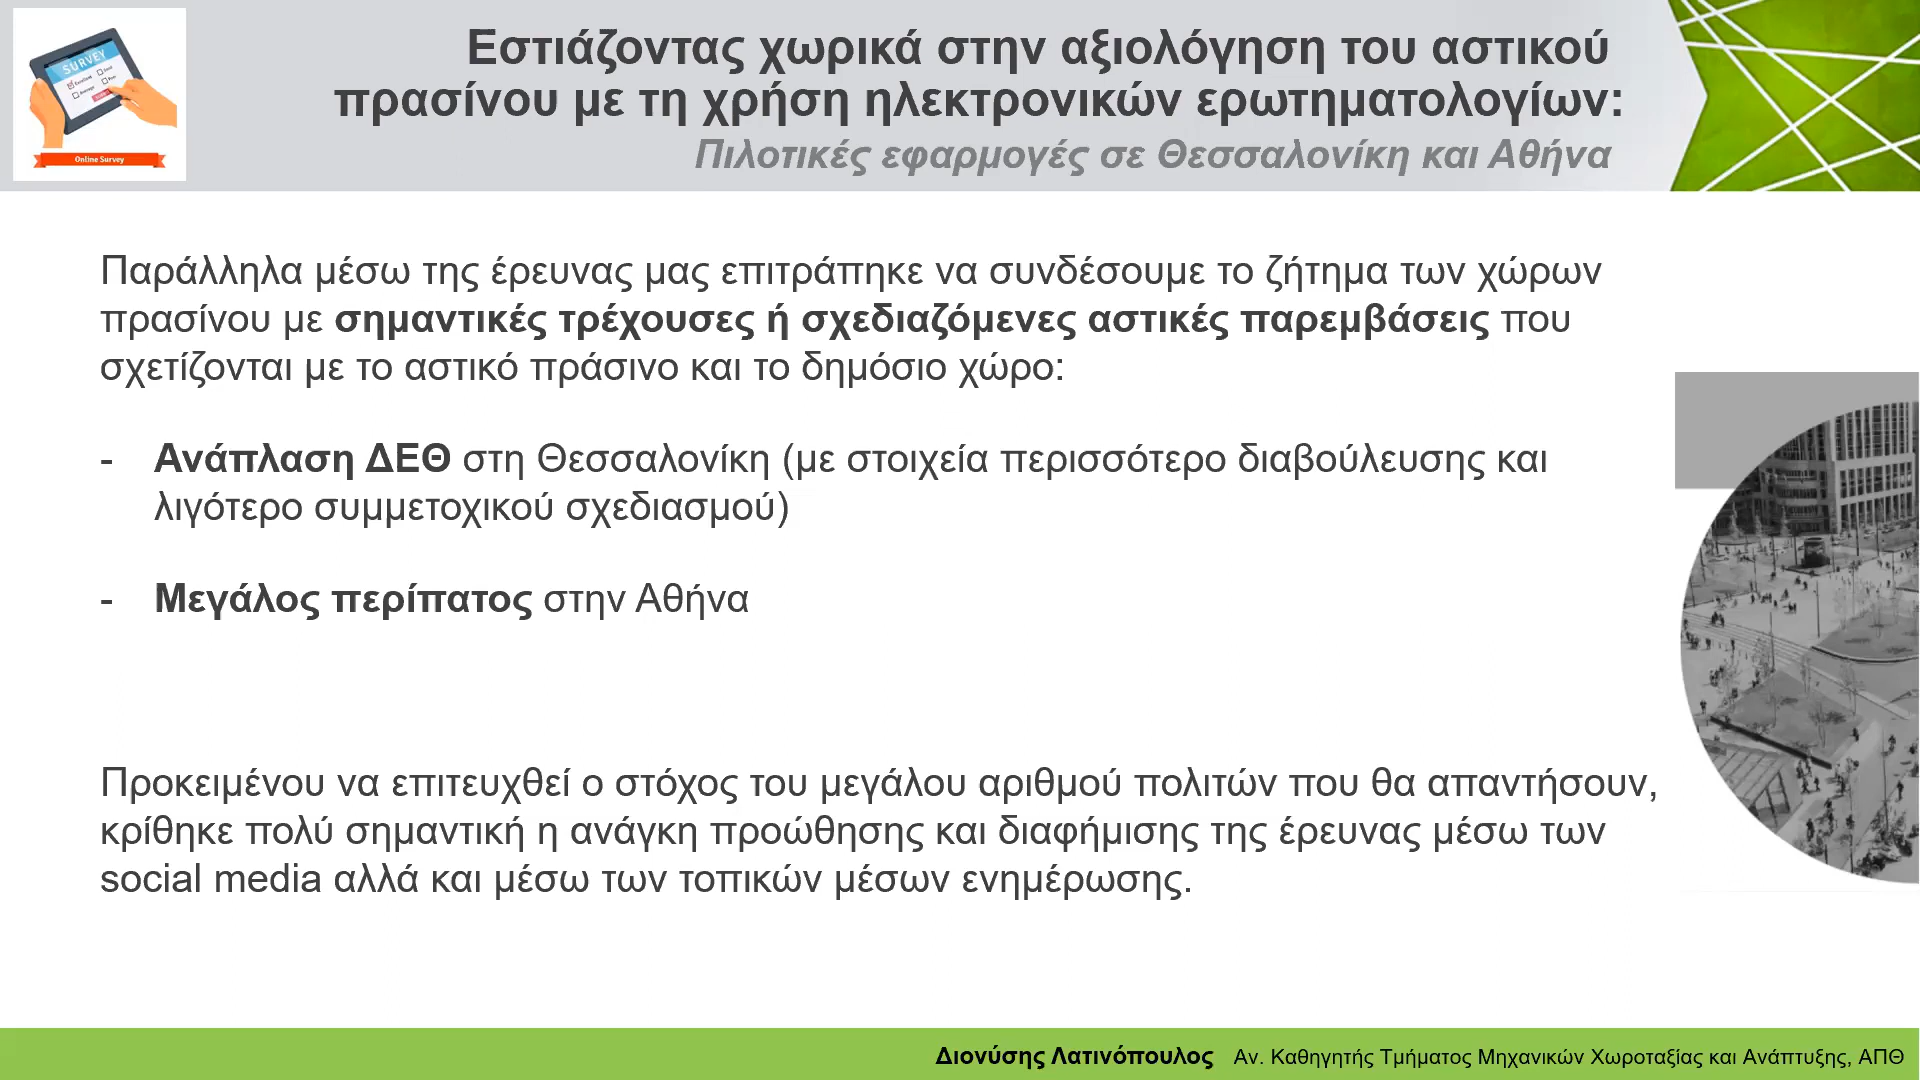 SURVEY
Online Survey
Εστιάζοντας χωρικά στην αξιολόγηση του αστικού
πρασίνου με τη χρήση ηλεκτρονικών ερωτηματολογίων:
Πιλοτικές εφαρμογές σε Θεσσαλονίκη και Αθήνα
Παράλληλα μέσω της έρευνας μας επιτράπηκε να συνδέσουμε το ζήτημα των χώρων
πρασίνου με σημαντικές τρέχουσες ή σχεδιαζόμενες αστικές παρεμβάσεις που
σχετίζονται με το αστικό πράσινο και το δημόσιο χώρο:
- Ανάπλαση ΔΕΘ στη Θεσσαλονίκη (με στοιχεία περισσότερο διαβούλευσης και
λιγότερο συμμετοχικού σχεδιασμού)
- Μεγάλος περίπατος στην Αθήνα
Προκειμένου να επιτευχθεί ο στόχος του μεγάλου αριθμού πολιτών που θα απαντήσουν,
κρίθηκε πολύ σημαντική η ανάγκη προώθησης και διαφήμισης της έρευνας μέσω των
social media αλλά και μέσω των τοπικών μέσων ενημέρωσης.
Διονύσης Λατινόπουλος Αν. Καθηγητής Τμήματος Μηχανικών Χωροταξίας και Ανάπτυξης, ΑΠΘ